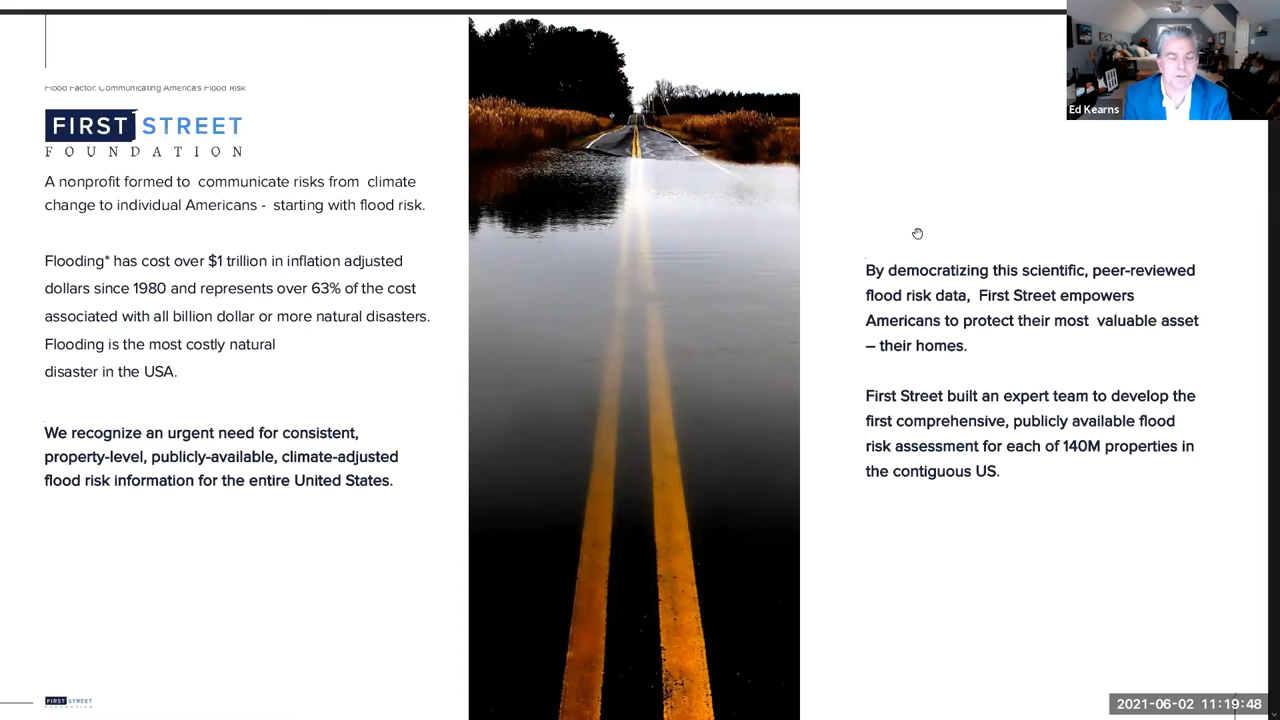 Flood Factor: Communicating America's Flood Risk
FIRST STREET
FOUNDATION
A nonprofit formed to communicate risks from climate
change to individual Americans - starting with flood risk.
Flooding* has cost over $1 trillion in inflation adjusted
dollars since 1980 and represents over 63% of the cost
associated with all billion dollar or more natural disasters.
Flooding is the most costly natural
disaster in the USA.
We recognize an urgent need for consistent,
property-level, publicly-available, climate-adjusted
flood risk information for the entire United States.
By democratizing this scientific, peer-reviewed
flood risk data, First Street empowers
Americans to protect their most valuable asset
– their homes.
First Street built an expert team to develop the
first comprehensive, publicly available flood
risk assessment for each of 140M properties in
the contiguous US.
Ed Kearns
FIRST STREET
FOUNDATION
2021-06-02 11:19:48